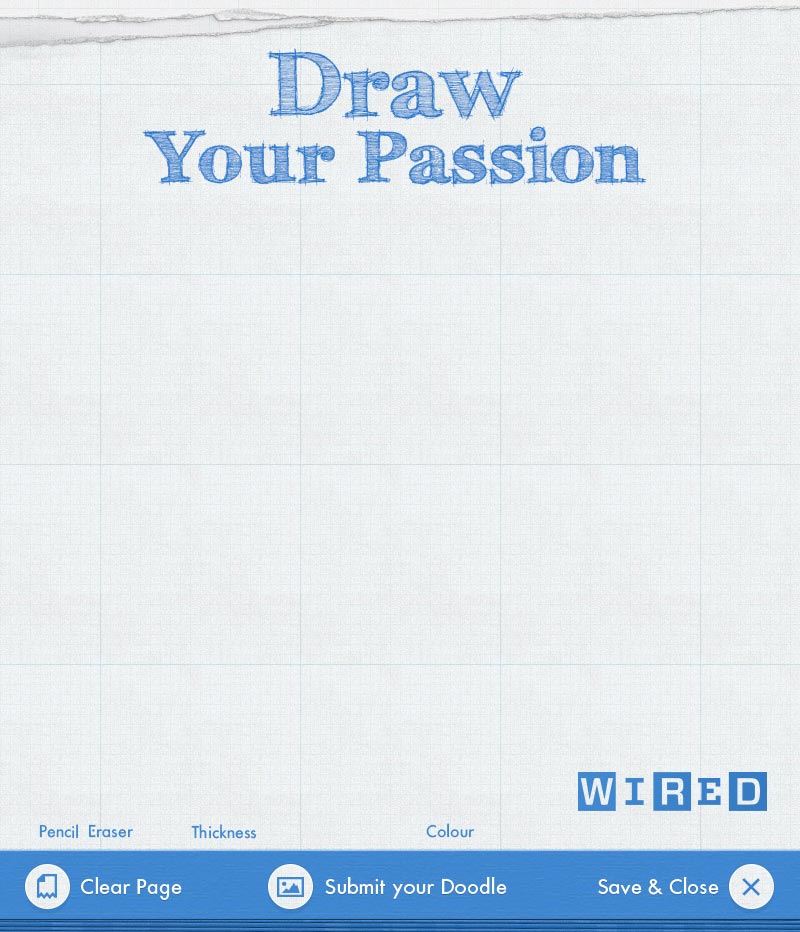 Draw
Your Passion
WIRED
Pencil Eraser Thickness Colour
Clear Page Submit your Doodle Save & Close